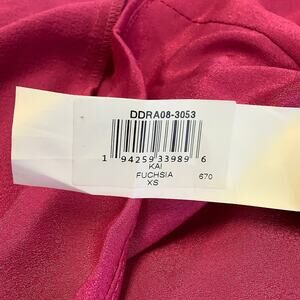 DDRA08-3053
1 94259 33989 6
KAI
FUCHSIA 670
XS